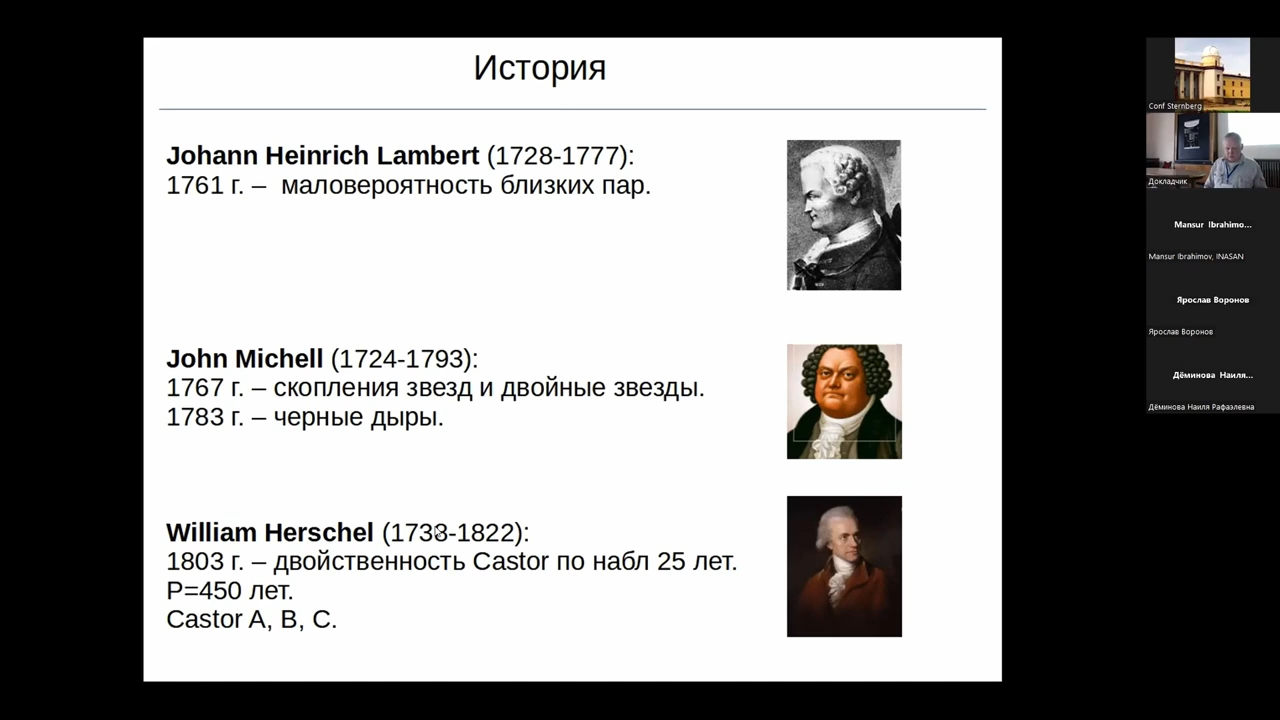 История
Johann Heinrich Lambert (1728-1777):
1761 г. – маловероятность близких пар.
John Michell (1724-1793):
1767 г. – скопления звезд и двойные звезды.
1783 г. – черные дыры.
William Herschel (1738-1822):
1803 г. – двойственность Castor по набл 25 лет.
P=450 лет.
Castor A, B, C.
Conf Sternberg
Докладчик
Mansur Ibrahimo...
Mansur Ibrahimov, INASAN
Ярослав Воронов
Ярослав Воронов
Дёминова Наиля...
Дёминова Наиля Рафаэлевна